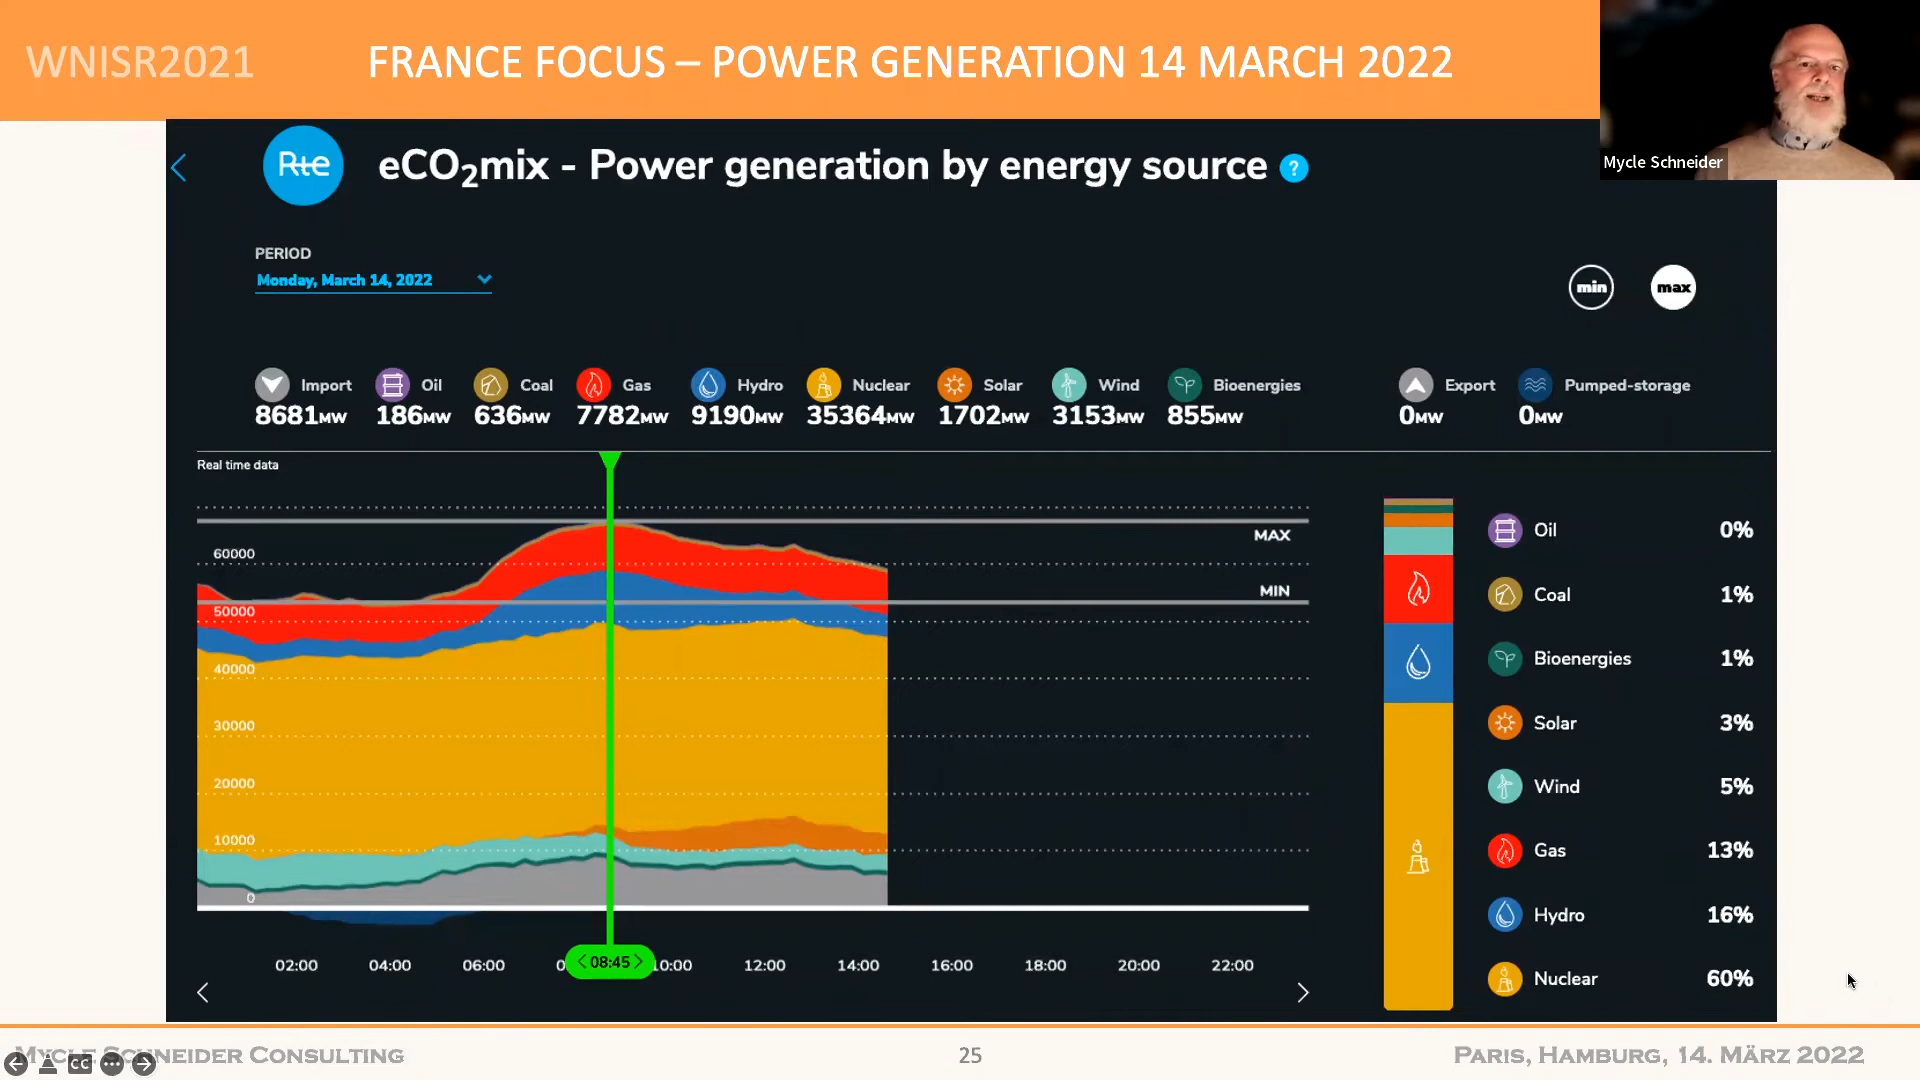 WNISR2021
FRANCE FOCUS – POWER GENERATION 14 MARCH 2022
Mycle Schneider
Rte
eCO2mix - Power generation by energy source ?
PERIOD
Monday, March 14, 2022
min
max
Import
8681MW
Oil
186MW
Coal
636MW
Gas
7782MW
Hydro
9190MW
Nuclear
35364MW
Solar
1702MW
Wind
3153MW
Bioenergies
855MW
Export
0MW
Pumped-storage
0MW
Real time data
MAX
MIN
60000
50000
40000
30000
20000
10000
0
02:00 04:00 06:00 0 < 08:45 > 10:00 12:00 14:00 16:00 18:00 20:00 22:00
Oil 0%
Coal 1%
Bioenergies 1%
Solar 3%
Wind 5%
Gas 13%
Hydro 16%
Nuclear 60%
MYCLE SCHNEIDER CONSULTING
CC
25
PARIS, HAMBURG, 14. MÄRZ 2022